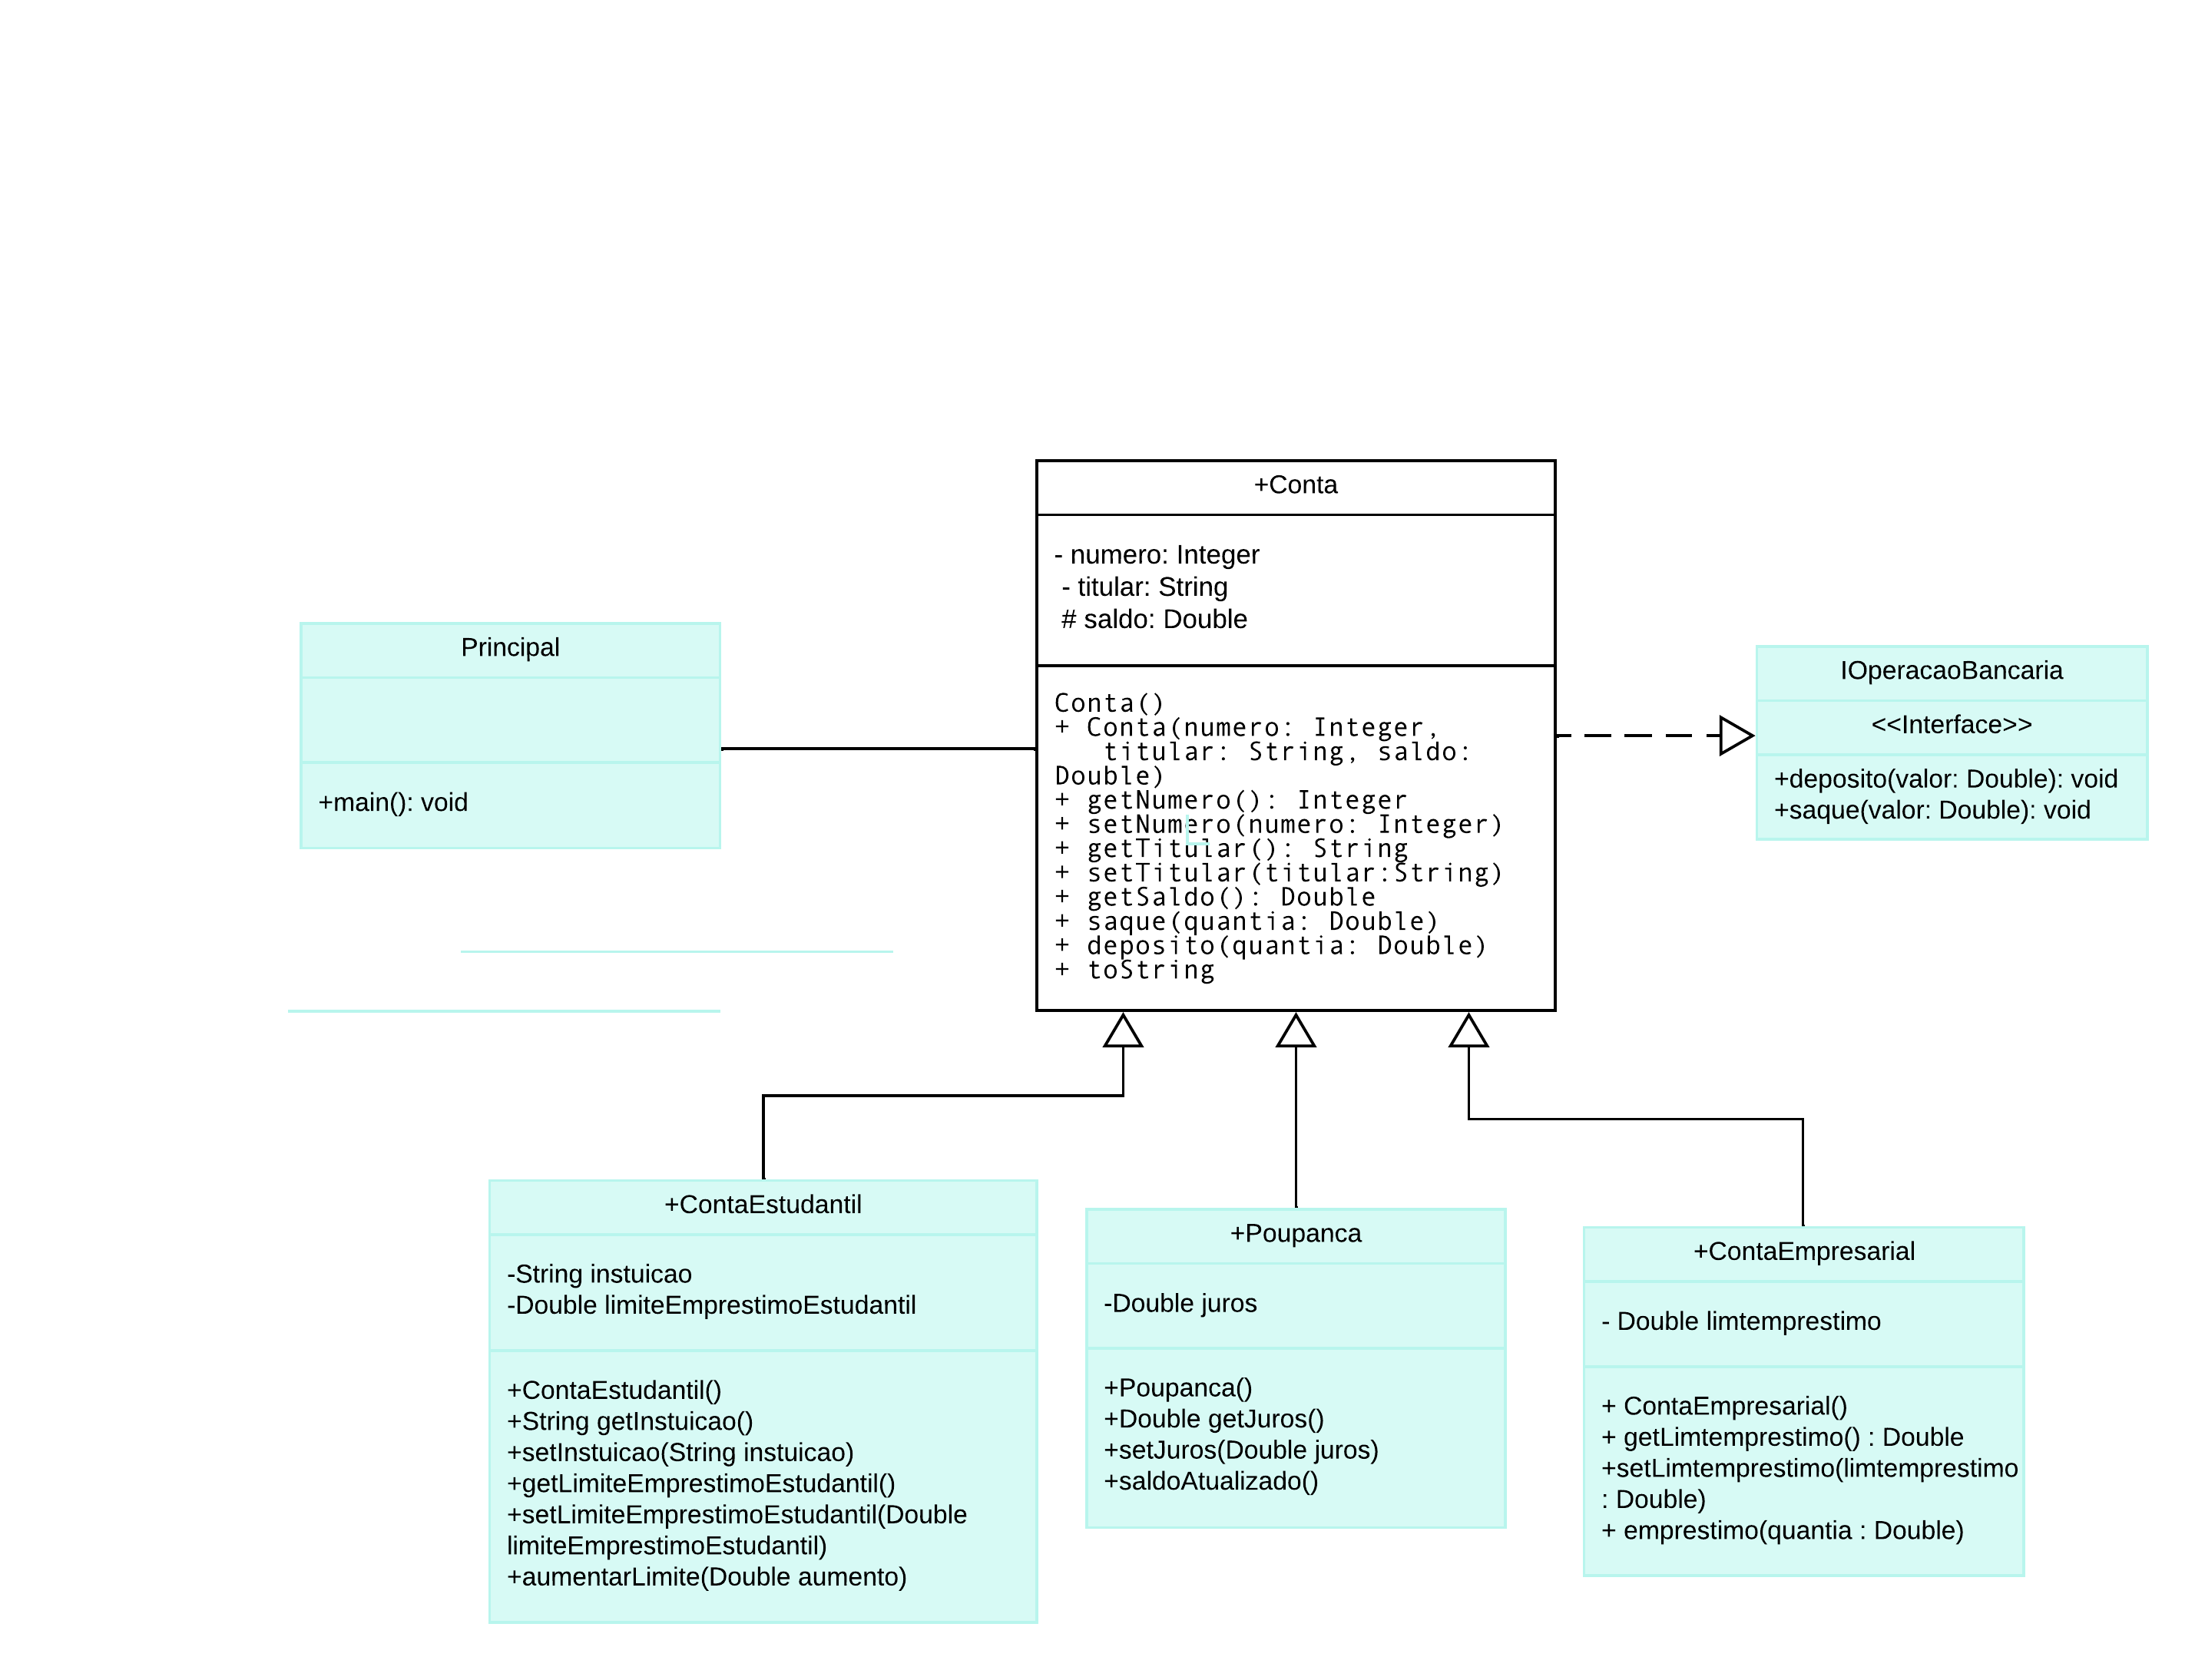 +Conta
- numero: Integer
- titular: String
# saldo: Double
Conta()
+ Conta(numero: Integer,
titular: String, saldo:
Double)
+ getNumero(): Integer
+ setNumero(numero: Integer)
+ getTitular(): String
+ setTitular(titular:String)
+ getSaldo(): Double
+ saque(quantia: Double)
+ deposito(quantia: Double)
+ toString
Principal
+main(): void
IOperacaoBancaria
<<Interface>>
+deposito(valor: Double): void
+saque(valor: Double): void
+ContaEstudantil
-String instuicao
-Double limiteEmprestimoEstudantil
+ContaEstudantil()
+String getInstuicao()
+setInstuicao(String instuicao)
+getLimiteEmprestimoEstudantil()
+setLimiteEmprestimoEstudantil(Double
limiteEmprestimoEstudantil)
+aumentarLimite(Double aumento)
+Poupanca
-Double juros
+Poupanca()
+Double getJuros()
+setJuros(Double juros)
+saldoAtualizado()
+ContaEmpresarial
- Double limtemprestimo
+ ContaEmpresarial()
+ getLimtemprestimo() : Double
+setLimtemprestimo(limtemprestimo
: Double)
+ emprestimo(quantia : Double)